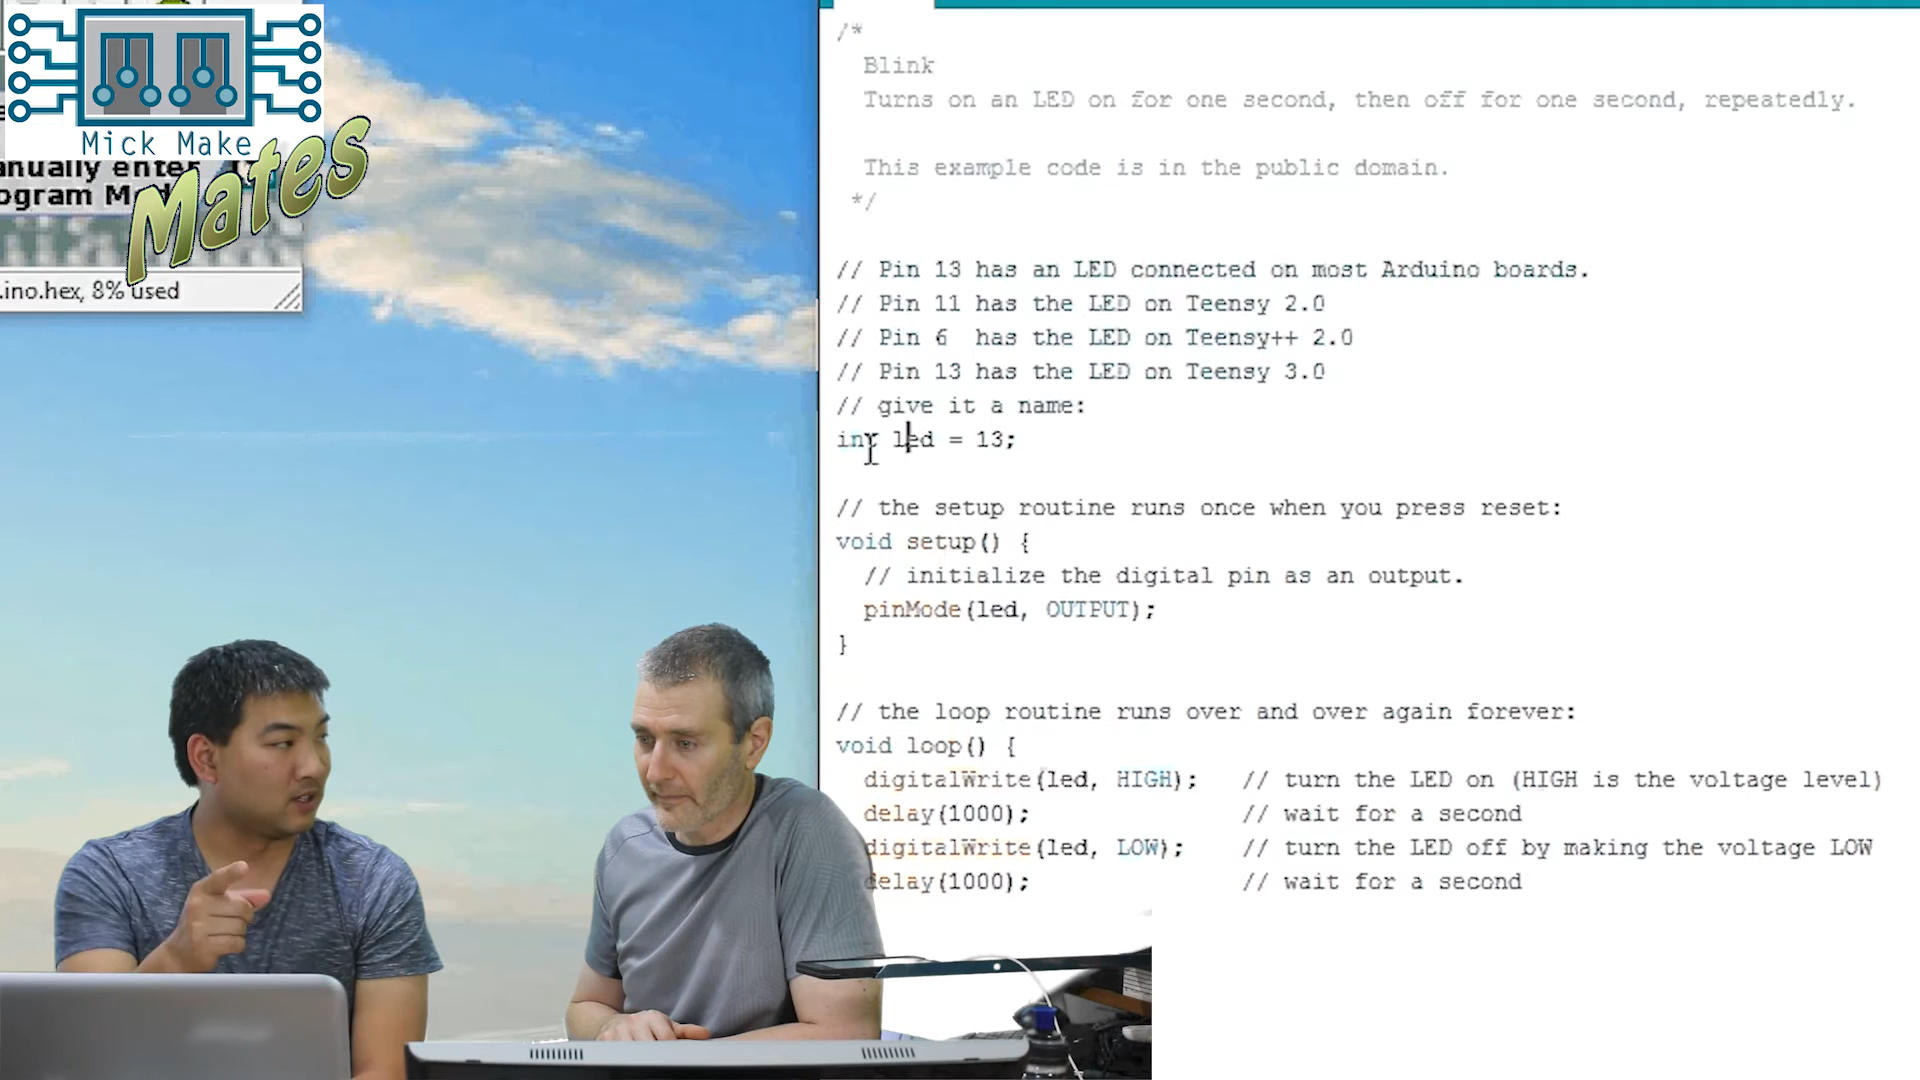 Mick Make
Mates
anually enter
ogram M
.ino.hex, 8% used
/*
Blink
Turns on an LED on for one second, then off for one second, repeatedly.
This example code is in the public domain.
*/
// Pin 13 has an LED connected on most Arduino boards.
// Pin 11 has the LED on Teensy 2.0
// Pin 6  has the LED on Teensy++ 2.0
// Pin 13 has the LED on Teensy 3.0
// give it a name:
int led = 13;
// the setup routine runs once when you press reset:
void setup() {
// initialize the digital pin as an output.
pinMode(led, OUTPUT);
}
// the loop routine runs over and over again forever:
void loop() {
digitalWrite(led, HIGH);   // turn the LED on (HIGH is the voltage level)
delay(1000);               // wait for a second
digitalWrite(led, LOW);    // turn the LED off by making the voltage LOW
delay(1000);               // wait for a second